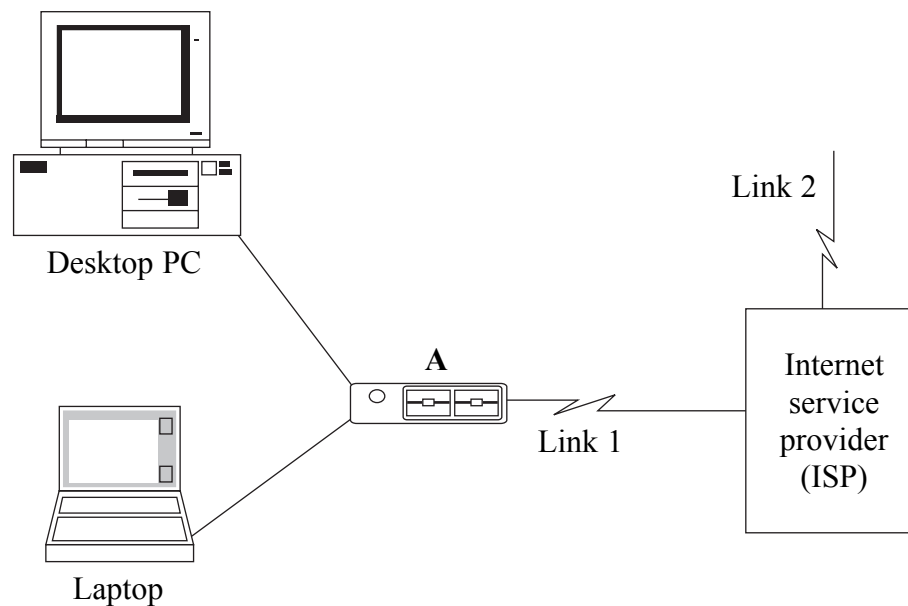 Desktop PC
Link 2
A
Link 1
Internet
service
provider
(ISP)
Laptop